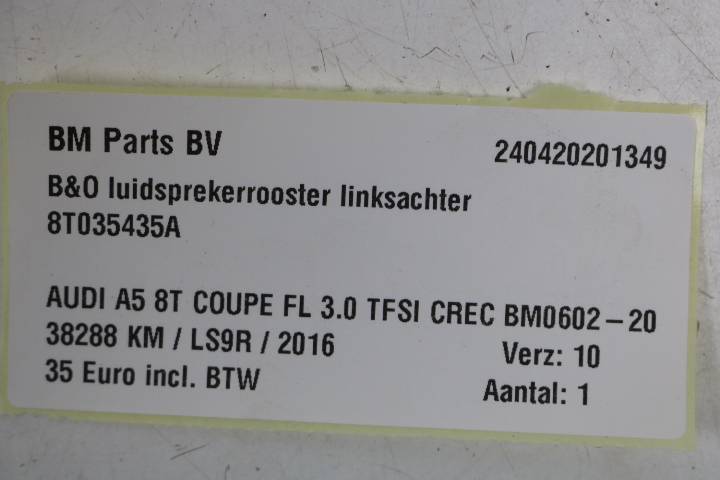 BM Parts BV 240420201349
B&O luidsprekerrooster linksachter
8T035435A
AUDI A5 8T COUPE FL 3.0 TFSI CREC BM0602-20
38288 KM / LS9R / 2016 Verz: 10
35 Euro incl. BTW Aantal: 1